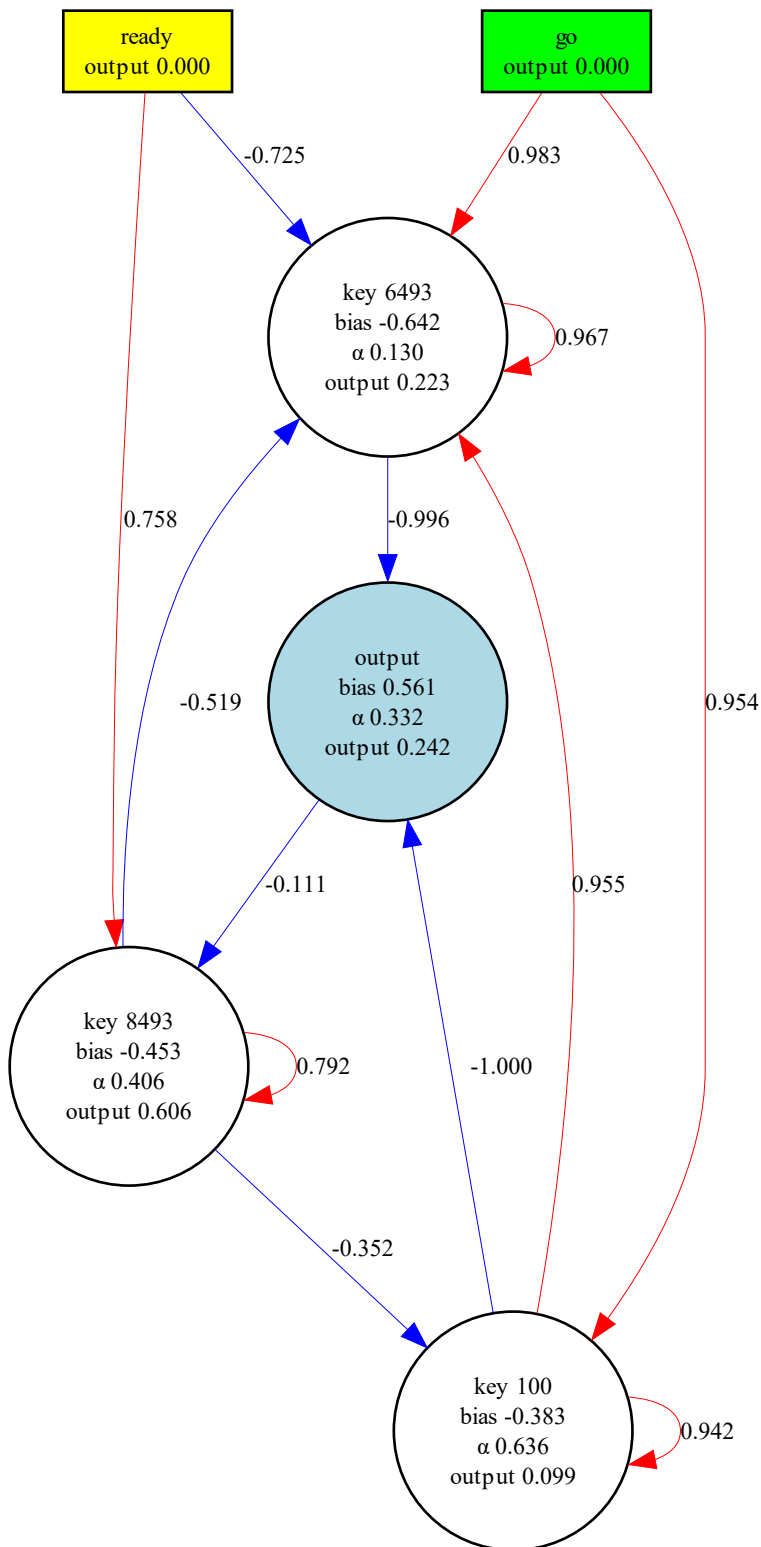 ready
output 0.000
go
output 0.000
-0.725
0.983
key 6493
bias -0.642
α 0.130
output 0.223
0.967
0.758
-0.996
-0.519
output
bias 0.561
α 0.332
output 0.242
0.954
-0.111
0.955
key 8493
bias -0.453
α 0.406
output 0.606
0.792
-1.000
-0.352
key 100
bias -0.383
α 0.636
output 0.099
0.942